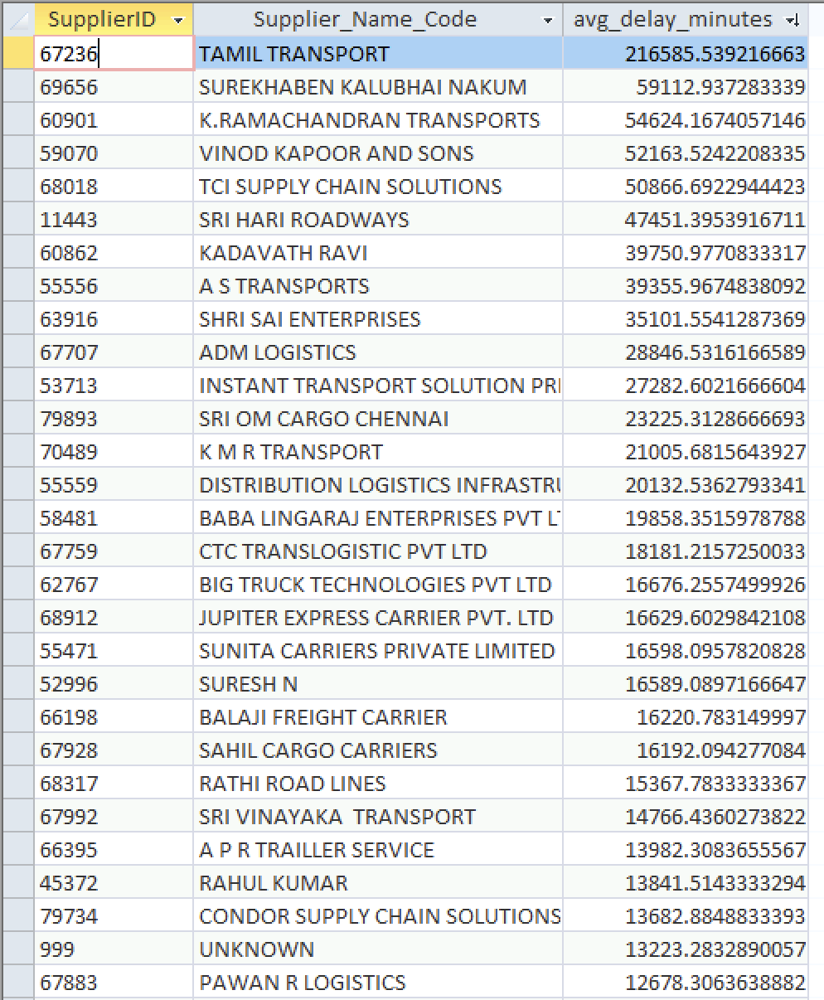 SupplierID Supplier_Name_Code avg_delay_minutes
67236 TAMIL TRANSPORT 216585.539216663
69656 SUREKHABEN KALUBHAI NAKUM 59112.937283339
60901 K.RAMACHANDRAN TRANSPORTS 54624.1674057146
59070 VINOD KAPOOR AND SONS 52163.5242208335
68018 TCI SUPPLY CHAIN SOLUTIONS 50866.6922944423
11443 SRI HARI ROADWAYS 47451.3953916711
60862 KADAVATH RAVI 39750.9770833317
55556 A S TRANSPORTS 39355.9674838092
63916 SHRI SAI ENTERPRISES 35101.5541287369
67707 ADM LOGISTICS 28846.5316166589
53713 INSTANT TRANSPORT SOLUTION PRI 27282.6021666604
79893 SRI OM CARGO CHENNAI 23225.3128666693
70489 K M R TRANSPORT 21005.6815643927
55559 DISTRIBUTION LOGISTICS INFRASTRU 20132.5362793341
58481 BABA LINGARAJ ENTERPRISES PVT LT 19858.3515978788
67759 CTC TRANSLOGISTIC PVT LTD 18181.2157250033
62767 BIG TRUCK TECHNOLOGIES PVT LTD 16676.2557499926
68912 JUPITER EXPRESS CARRIER PVT. LTD 16629.6029842108
55471 SUNITA CARRIERS PRIVATE LIMITED 16598.0957820828
52996 SURESH N 16589.0897166647
66198 BALAJI FREIGHT CARRIER 16220.783149997
67928 SAHIL CARGO CARRIERS 16192.094277084
68317 RATHI ROAD LINES 15367.7833333367
67992 SRI VINAYAKA  TRANSPORT 14766.4360273822
66395 A P R TRAILLER SERVICE 13982.3083655567
45372 RAHUL KUMAR 13841.5143333294
79734 CONDOR SUPPLY CHAIN SOLUTIONS 13682.8848833393
999 UNKNOWN 13223.2832890057
67883 PAWAN R LOGISTICS 12678.3063638882